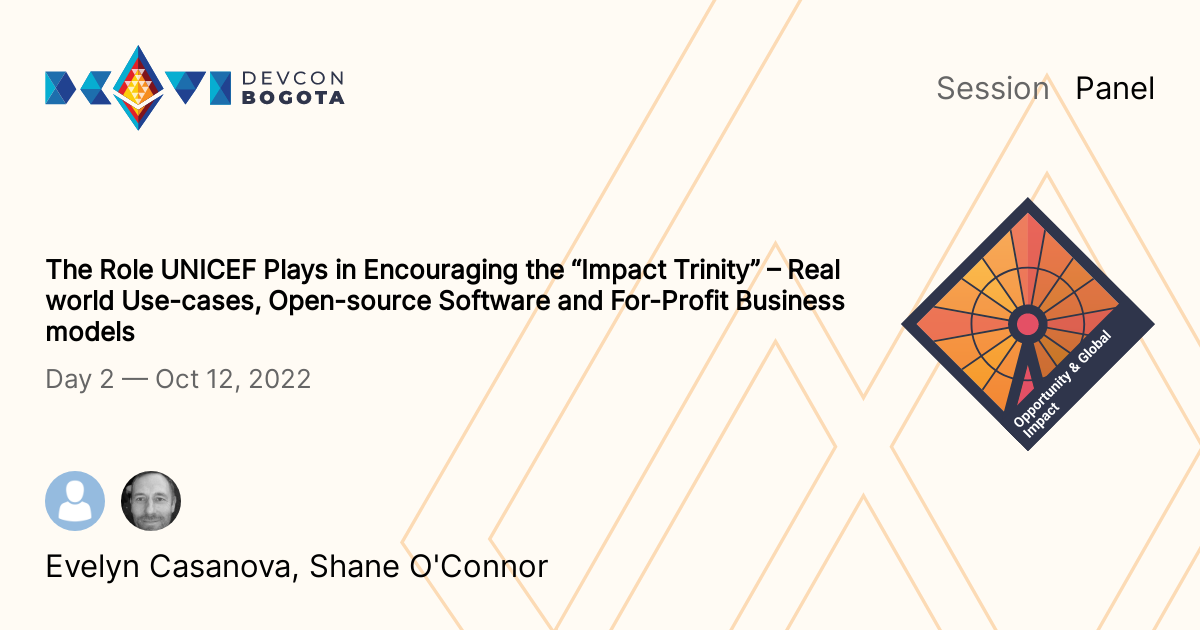 DEVCON
BOGOTA
Session Panel
The Role UNICEF Plays in Encouraging the “Impact Trinity” – Real
world Use-cases, Open-source Software and For-Profit Business
models
Day 2 — Oct 12, 2022
Opportunity & Global
Impact
Evelyn Casanova, Shane O'Connor